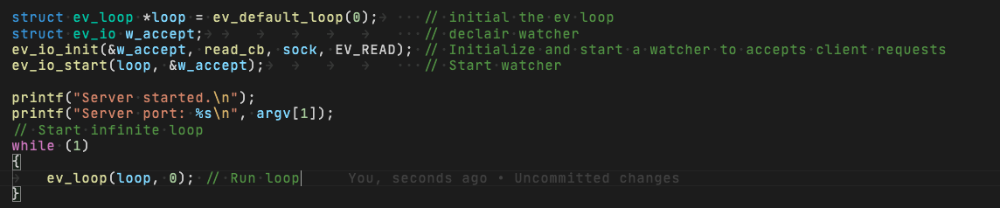 struct ev_loop *loop = ev_default_loop(0); // initial the ev loop
struct ev_io w_accept; // declair watcher
ev_io_init(&w_accept, read_cb, sock, EV_READ); // Initialize and start a watcher to accepts client requests
ev_io_start(loop, &w_accept); // Start watcher
printf("Server started.\n");
printf("Server port: %s\n", argv[1]);
// Start infinite loop
while (1)
{
ev_loop(loop, 0); // Run loop You, seconds ago • Uncommitted changes
}